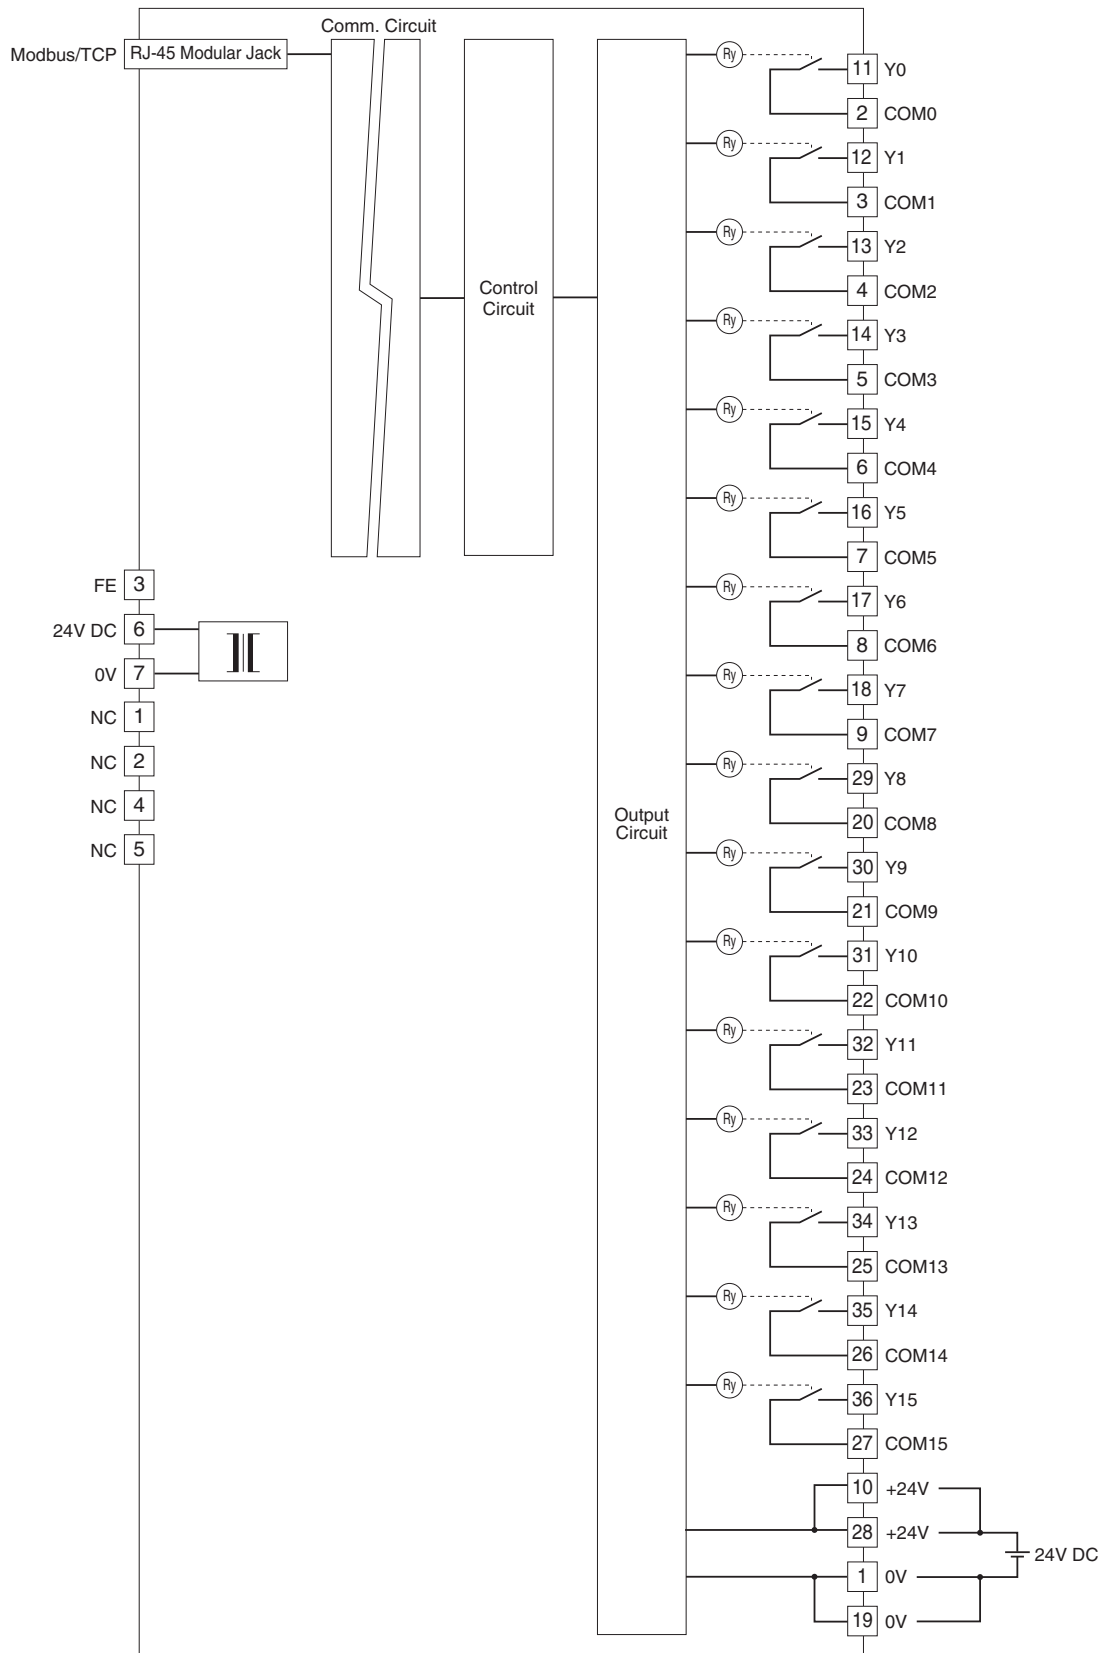 Comm. Circuit
Modbus/TCP RJ-45 Modular Jack
Control
Circuit
Output
Circuit
FE 3
24V DC 6
0V 7
NC 1
NC 2
NC 4
NC 5
Ry 11 Y0
2 COM0
Ry 12 Y1
3 COM1
Ry 13 Y2
4 COM2
Ry 14 Y3
5 COM3
Ry 15 Y4
6 COM4
Ry 16 Y5
7 COM5
Ry 17 Y6
8 COM6
Ry 18 Y7
9 COM7
Ry 29 Y8
20 COM8
Ry 30 Y9
21 COM9
Ry 31 Y10
22 COM10
Ry 32 Y11
23 COM11
Ry 33 Y12
24 COM12
Ry 34 Y13
25 COM13
Ry 35 Y14
26 COM14
Ry 36 Y15
27 COM15
10 +24V
28 +24V
24V DC
1 0V
19 0V